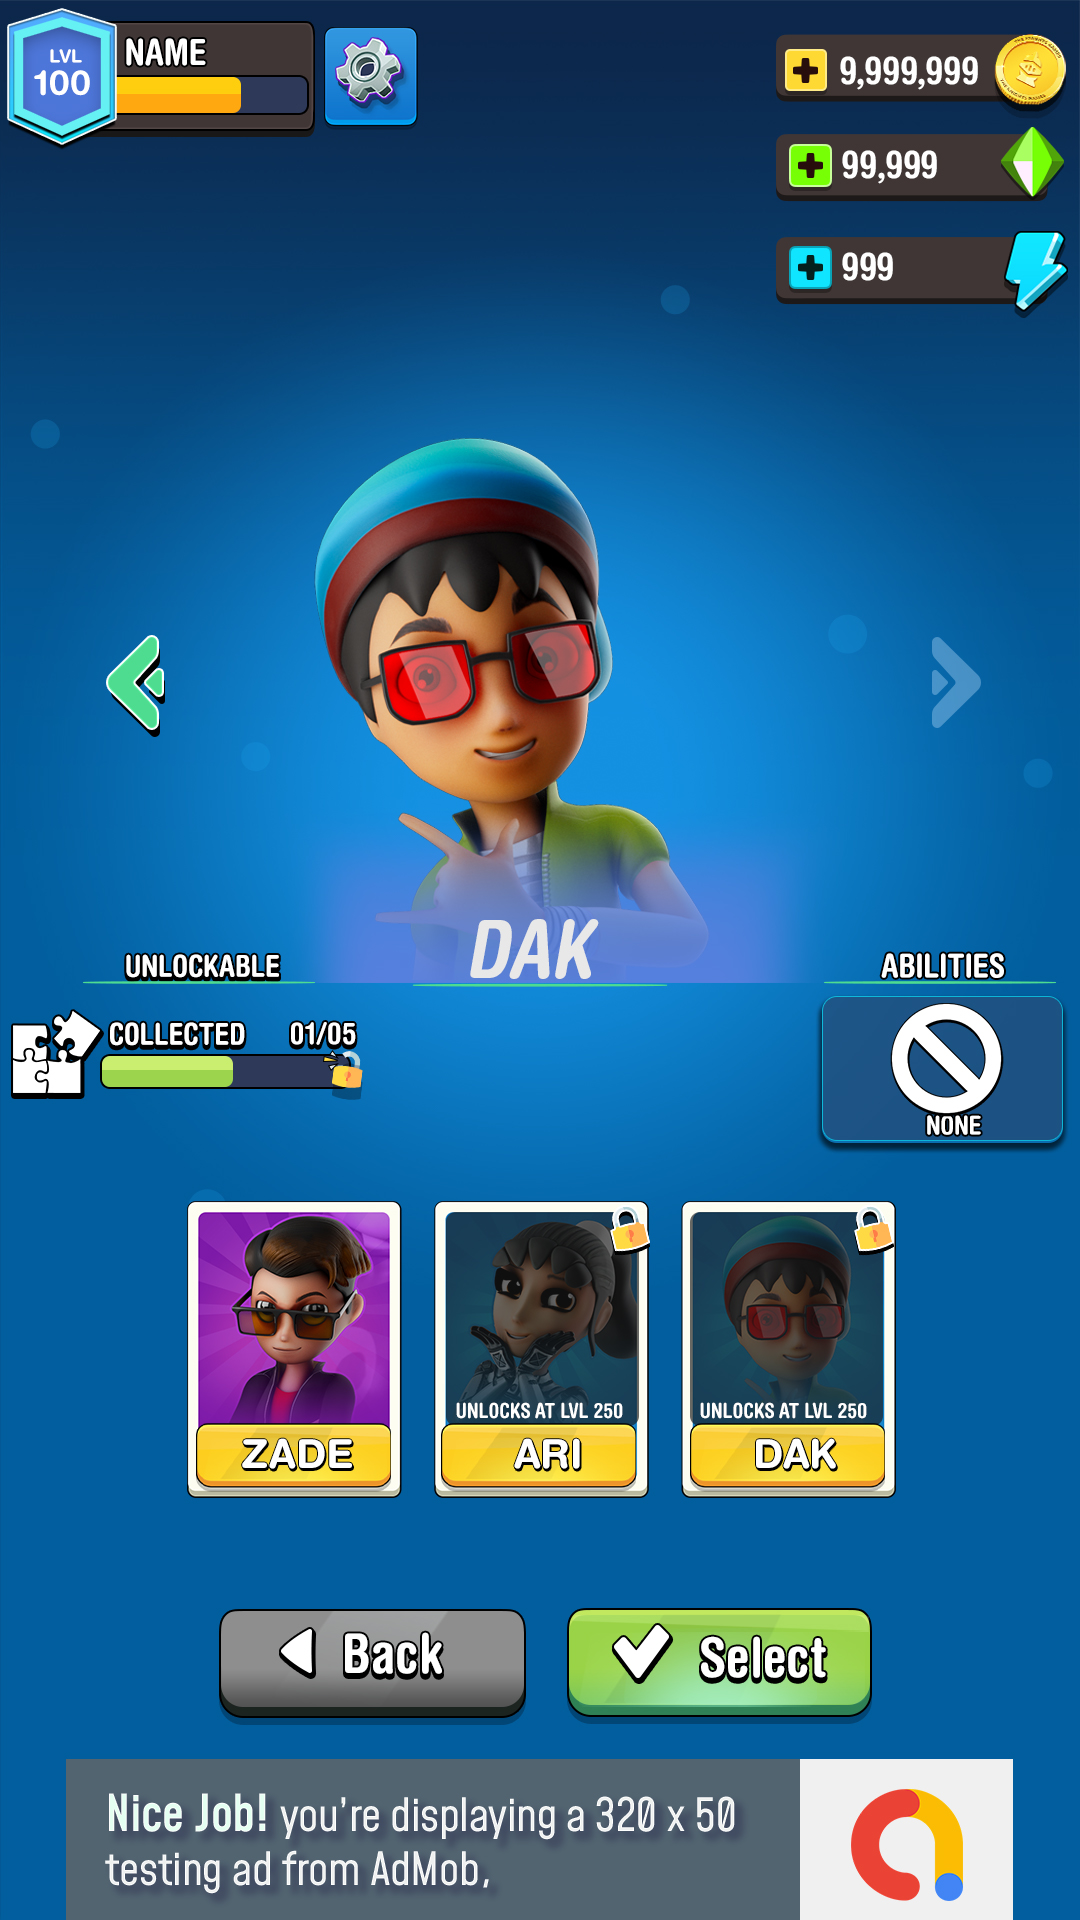 LVL
100
NAME
9,999,999
99,999
999
DAK
UNLOCKABLE
ABILITIES
COLLECTED 01/05
NONE
UNLOCKS AT LVL 250
UNLOCKS AT LVL 250
ZADE
ARI
DAK
Back
Select
Nice Job! you're displaying a 320 x 50
testing ad from AdMob,